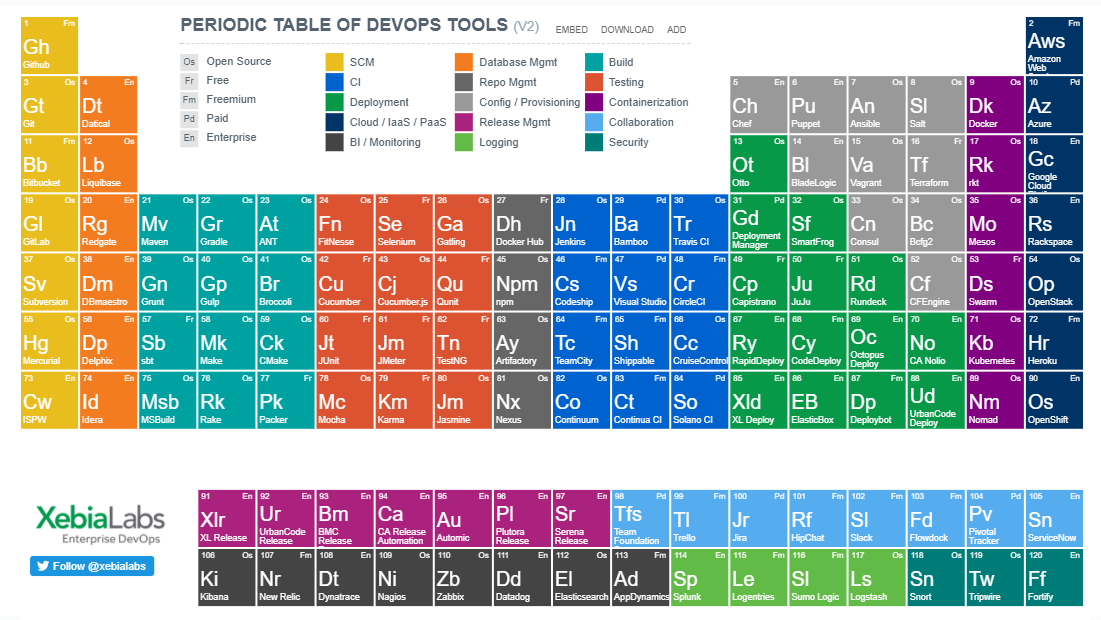 PERIODIC TABLE OF DEVOPS TOOLS (V2) EMBED DOWNLOAD ADD
Os Open Source
Fr Free
Fm Freemium
Pd Paid
En Enterprise
SCM
CI
Deployment
Cloud / IaaS / PaaS
BI / Monitoring
Database Mgmt
Repo Mgmt
Config / Provisioning
Release Mgmt
Logging
Build
Testing
Containerization
Collaboration
Security
1 Fm Gh Github
2 Fm Aws Amazon Web
3 Os Gt Git
4 En Dt Datical
5 En Ch Chef
6 En Pu Puppet
7 En An Ansible
8 Os Sl Salt
9 Os Dk Docker
10 Pd Az Azure
11 Fm Bb Bitbucket
12 Os Lb Liquibase
13 Os Ot Otto
14 En Bl BladeLogic
15 Os Va Vagrant
16 Fr Tf Terraform
17 Os Rk rkt
18 En Gc Google Cloud Platform
19 Os Gl GitLab
20 En Rg Redgate
21 Os Mv Maven
22 Os Gr Gradle
23 Os At ANT
24 Os Fn FitNesse
25 Fr Se Selenium
26 Os Ga Gatling
27 Fr Dh Docker Hub
28 Os Jn Jenkins
29 Pd Ba Bamboo
30 Os Tr Travis CI
31 Pd Gd Deployment Manager
32 Os Sf SmartFrog
33 Os Cn Consul
34 Os Bc Bcfg2
35 Os Mo Mesos
36 En Rs Rackspace
37 Os Sv Subversion
38 En Dm DBmaestro
39 Os Gn Grunt
40 Os Gp Gulp
41 Os Br Broccoli
42 Fr Cu Cucumber
43 Os Cj Cucumber.js
44 Fr Qu Qunit
45 Os Npm npm
46 Fm Cs Codeship
47 Pd Vs Visual Studio
48 Fm Cr CircleCI
49 Fr Cp Capistrano
50 Fr Ju JuJu
51 Os Rd Rundeck
52 Os Cf CFEngine
53 Fr Ds Swarm
54 Os Op OpenStack
55 Os Hg Mercurial
56 En Dp Delphix
57 Fr Sb sbt
58 Os Mk Make
59 Os Ck CMake
60 Fr Jt JUnit
61 Fr Jm JMeter
62 Fr Tn TestNG
63 Os Ay Artifactory
64 Fm Tc TeamCity
65 Fm Sh Shippable
66 Os Cc CruiseControl
67 En Ry RapidDeploy
68 Fm Cy CodeDeploy
69 En Oc Octopus Deploy
70 En No CA Nolio
71 Os Kb Kubernetes
72 Fm Hr Heroku
73 En Cw ISPW
74 En Id Idera
75 Os Msb MSBuild
76 Os Rk Rake
77 Fr Pk Packer
78 Os Mc Mocha
79 Fr Km Karma
80 Os Jm Jasmine
81 Os Nx Nexus
82 Os Co Continuum
83 Fm Ct Continua CI
84 Pd So Solano CI
85 En Xld XL Deploy
86 En EB ElasticBox
87 Fm Dp Deploybot
88 En Ud UrbanCode Deploy
89 Os Nm Nomad
90 En Os OpenShift
XebiaLabs
Enterprise DevOps
Follow @xebialabs
91 En Xlr XL Release
92 En Ur UrbanCode Release
93 En Bm BMC Release
94 En Ca CA Release Automation
95 En Au Automic
96 En Pl Plutora Release
97 En Sr Serena Release
98 Pd Tfs Team Foundation
99 Fm Tl Trello
100 Pd Jr Jira
101 Fm Rf HipChat
102 Fm Sl Slack
103 Fm Fd Flowdock
104 Pd Pv Pivotal Tracker
105 En Sn ServiceNow
106 Os Ki Kibana
107 Fm Nr New Relic
108 En Dt Dynatrace
109 Os Ni Nagios
110 Os Zb Zabbix
111 En Dd Datadog
112 Os El Elasticsearch
113 Fm Ad AppDynamics
114 En Sp Splunk
115 Fm Le Logentries
116 Fm Sl Sumo Logic
117 Os Ls Logstash
118 Os Sn Snort
119 Os Tw Tripwire
120 En Ff Fortify